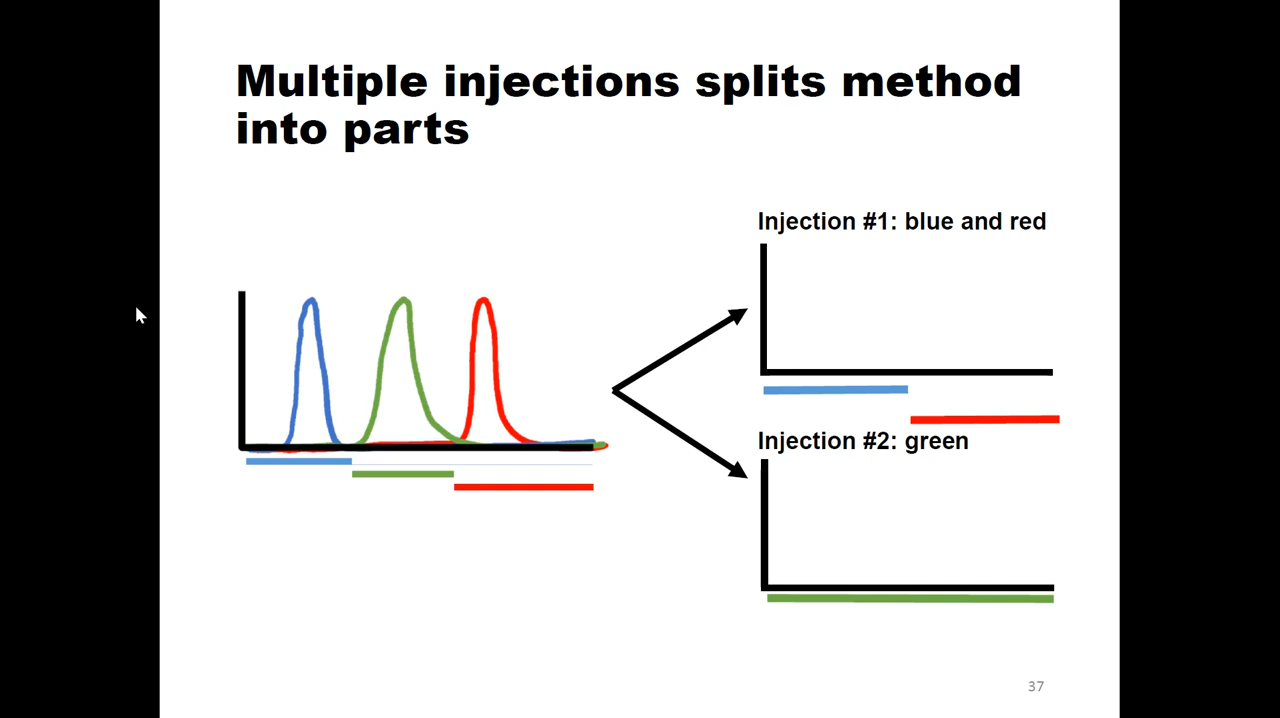 Multiple injections splits method
into parts
Injection #1: blue and red
Injection #2: green
37